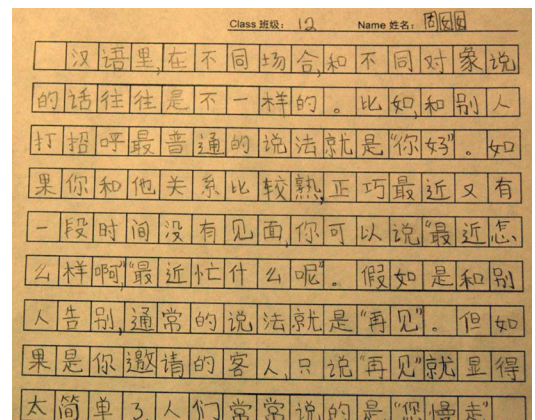 Class 班级: 12 Name 姓名: 周
汉语里,在不同场合,和不同对象说
的话往往是不一样的。比如,和别人
打招呼最普通的说法就是“你好”。如
果你和他关系比较熟,正巧最近又有
一段时间没有见面,你可以说“最近怎
么样啊”,“最近忙什么呢”。假如是和别
人告别,通常的说法就是“再见”。但如
果是你邀请的客人,只说“再见”就显得
太简单了,人们常常说的是“您慢走”